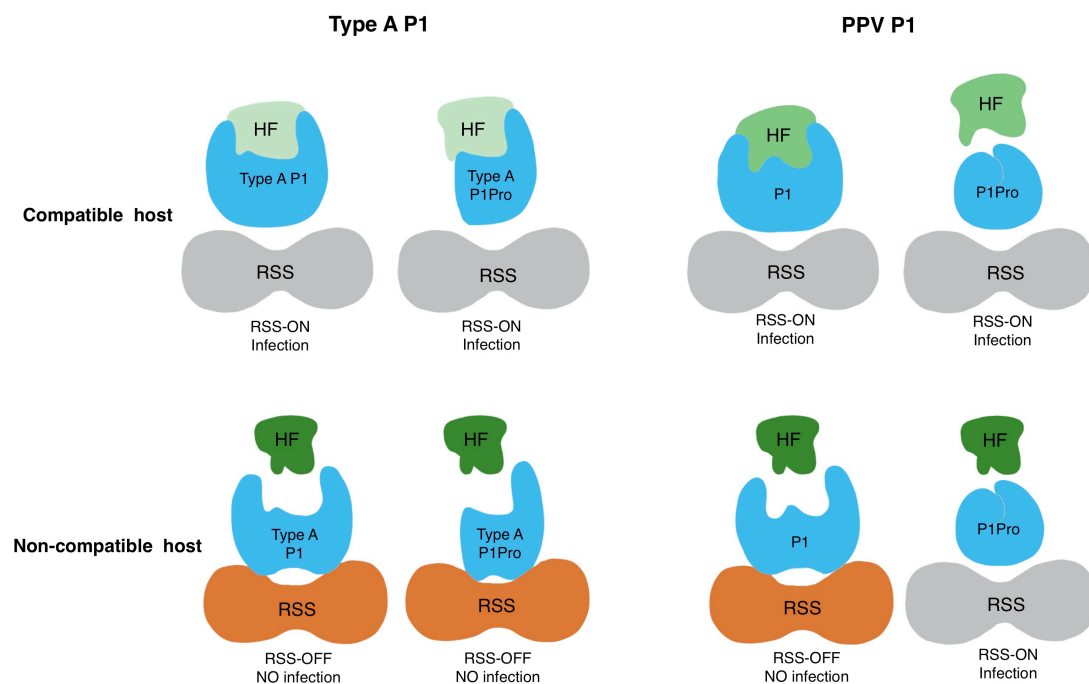 Type A P1
PPV P1
Compatible host
HF
Type A P1
RSS
RSS-ON
Infection
HF
Type A
P1Pro
RSS
RSS-ON
Infection
HF
P1
RSS
RSS-ON
Infection
HF
P1Pro
RSS
RSS-ON
Infection
Non-compatible host
HF
Type A
P1
RSS
RSS-OFF
NO infection
HF
Type A
P1Pro
RSS
RSS-OFF
NO infection
HF
P1
RSS
RSS-OFF
NO infection
HF
P1Pro
RSS
RSS-ON
Infection